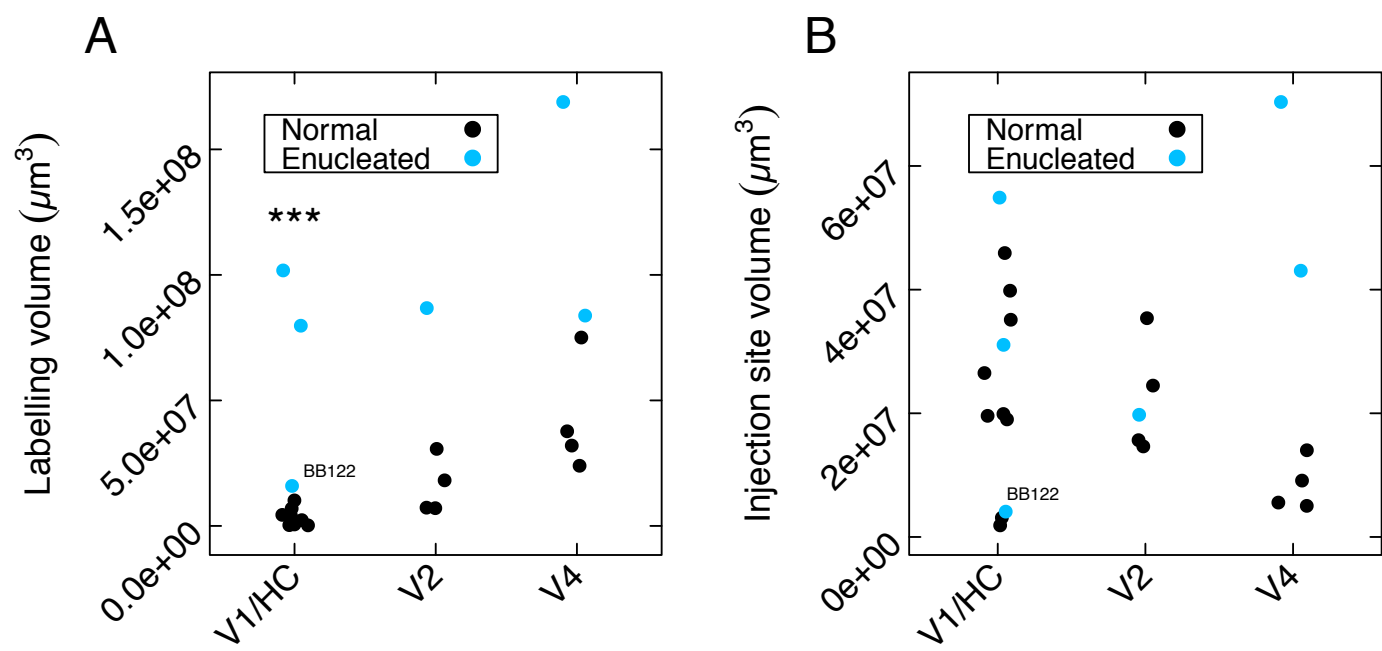 A
Labelling volume (μm³)
1.5e+08
1.0e+08
5.0e+07
0.0e+00
Normal
Enucleated
***
BB122
V1/HC
V2
V4
B
Injection site volume (μm³)
6e+07
4e+07
2e+07
0e+00
Normal
Enucleated
BB122
V1/HC
V2
V4